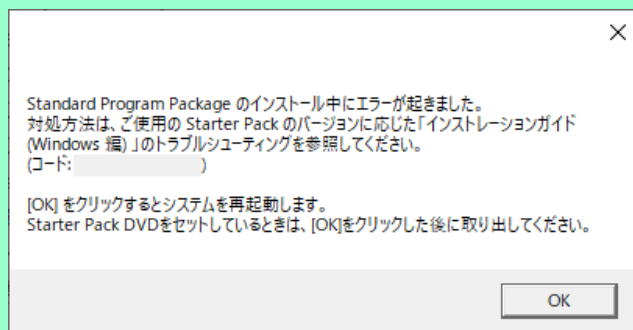 Standard Program Package のインストール中にエラーが起きました。
対処方法は、ご使用の Starter Pack のバージョンに応じた「インストレーションガイド
(Windows 編) 」のトラブルシューティングを参照してください。
(コード: )
[OK] をクリックするとシステムを再起動します。
Starter Pack DVDをセットしているときは、[OK]をクリックした後に取り出してください。
OK